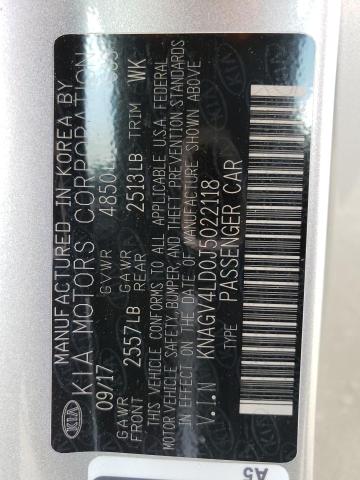 MANUFACTURED IN KOREA BY
KIA MOTORS CORPORATION
09/17 GVWR 4850
GAWR FRONT 2557LB GAWR REAR 2513LB TRIM WK
THIS VEHICLE CONFORMS TO ALL APPLICABLE U.S.A. FEDERAL
MOTOR VEHICLE SAFETY, BUMPER, AND THEFT PREVENTION STANDARDS
IN EFFECT ON THE DATE OF MANUFACTURE SHOWN ABOVE
V.I.N KNAGV4LD0J5022118
TYPE PASSENGER CAR
KIA
A5